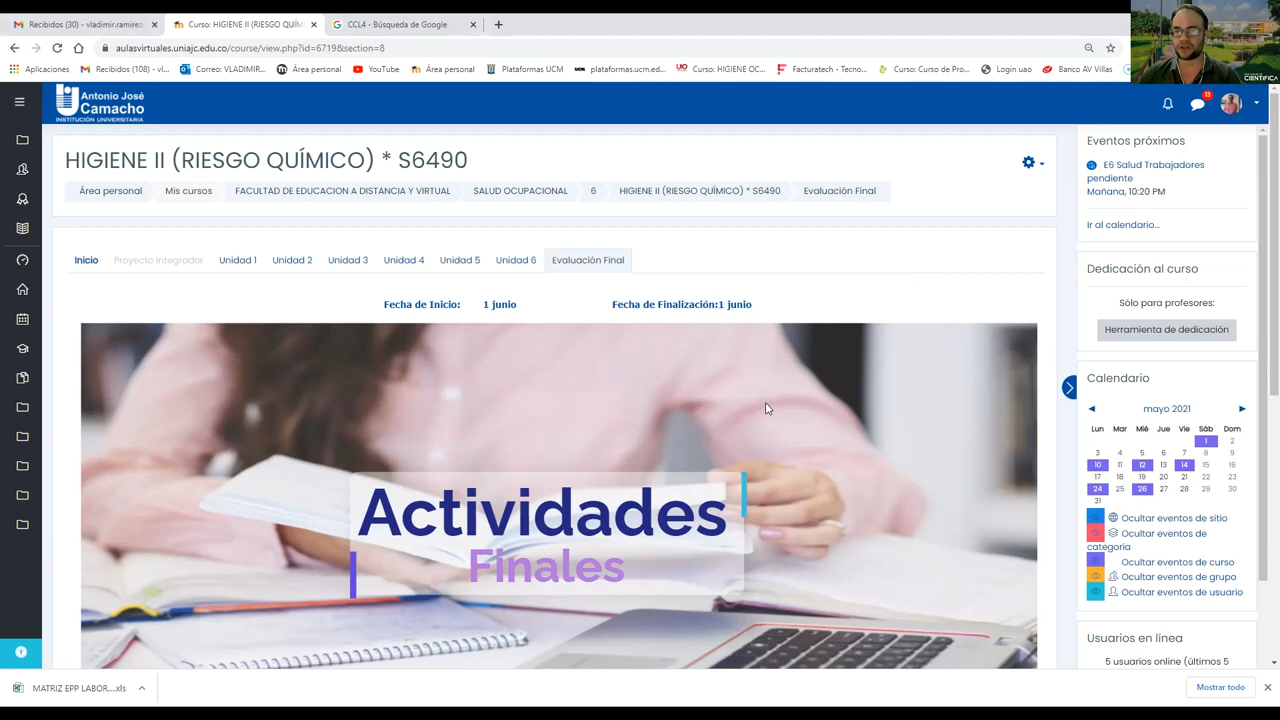 Recibidos (30) - vladimir.ramirez
Curso: HIGIENE II (RIESGO QUÍM
CCL4 - Búsqueda de Google
aulasvirtuales.uniajc.edu.co/course/view.php?id=6719&section=8
Aplicaciones
Recibidos (108) - vl...
Correo: VLADIMIR...
Área personal
YouTube
Área personal
Plataformas UCM
plataformas.ucm.ed...
Curso: HIGIENE OC...
Facturatech - Tecno...
Curso: Curso de Pro...
Login uao
Banco AV Villas
CIENTÍFICA
Antonio José
Camacho
INSTITUCIÓN UNIVERSITARIA
13
HIGIENE II (RIESGO QUÍMICO) * S6490
Área personal
Mis cursos
FACULTAD DE EDUCACION A DISTANCIA Y VIRTUAL
SALUD OCUPACIONAL
6
HIGIENE II (RIESGO QUÍMICO) * S6490
Evaluación Final
Inicio
Proyecto Integrador
Unidad 1
Unidad 2
Unidad 3
Unidad 4
Unidad 5
Unidad 6
Evaluación Final
Fecha de Inicio: 1 junio
Fecha de Finalización:1 junio
Actividades
Finales
Eventos próximos
E6 Salud Trabajadores
pendiente
Mañana, 10:20 PM
Ir al calendario...
Dedicación al curso
Sólo para profesores:
Herramienta de dedicación
Calendario
◄ mayo 2021 ►
Lun Mar Mié Jue Vie Sáb Dom
1 2
3 4 5 6 7 8 9
10 11 12 13 14 15 16
17 18 19 20 21 22 23
24 25 26 27 28 29 30
31
Ocultar eventos de sitio
Ocultar eventos de
categoría
Ocultar eventos de curso
Ocultar eventos de grupo
Ocultar eventos de usuario
Usuarios en línea
5 usuarios online (últimos 5
MATRIZ EPP LABOR....xls
Mostrar todo